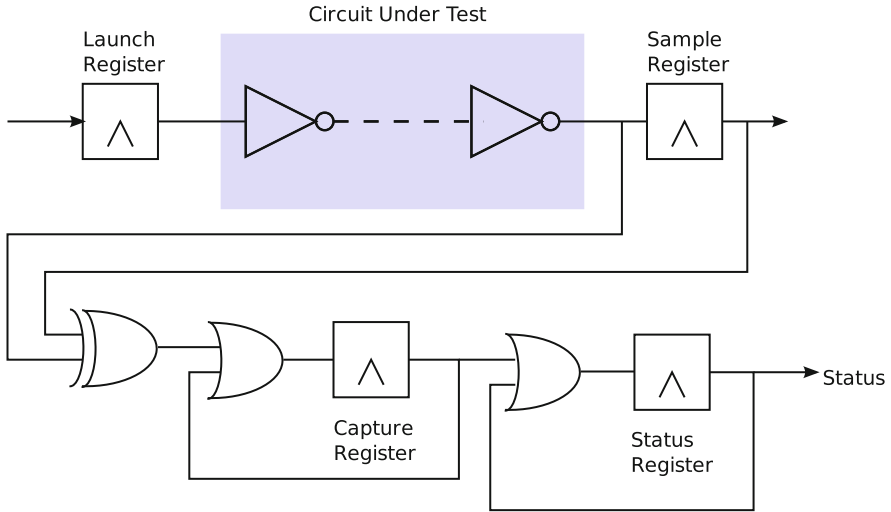 Circuit Under Test
Launch
Register
Sample
Register
Capture
Register
Status
Register
Status